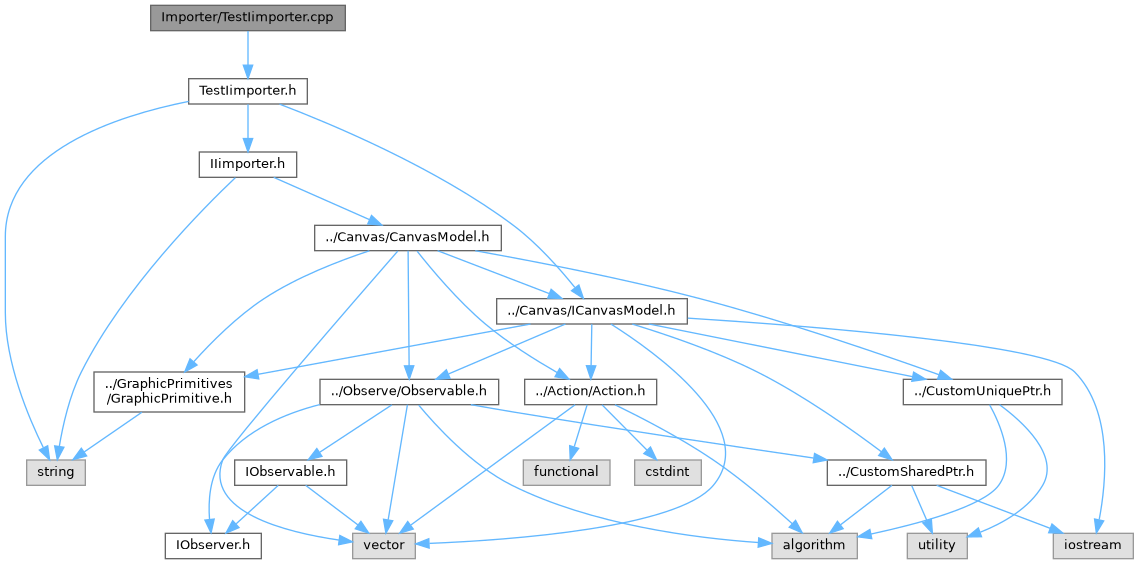 Importer/TestIimporter.cpp
TestIimporter.h
IIimporter.h
../Canvas/CanvasModel.h
../Canvas/ICanvasModel.h
../GraphicPrimitives
/GraphicPrimitive.h
../Observe/Observable.h
../Action/Action.h
../CustomUniquePtr.h
string
IObservable.h
functional
cstdint
../CustomSharedPtr.h
IObserver.h
vector
algorithm
utility
iostream